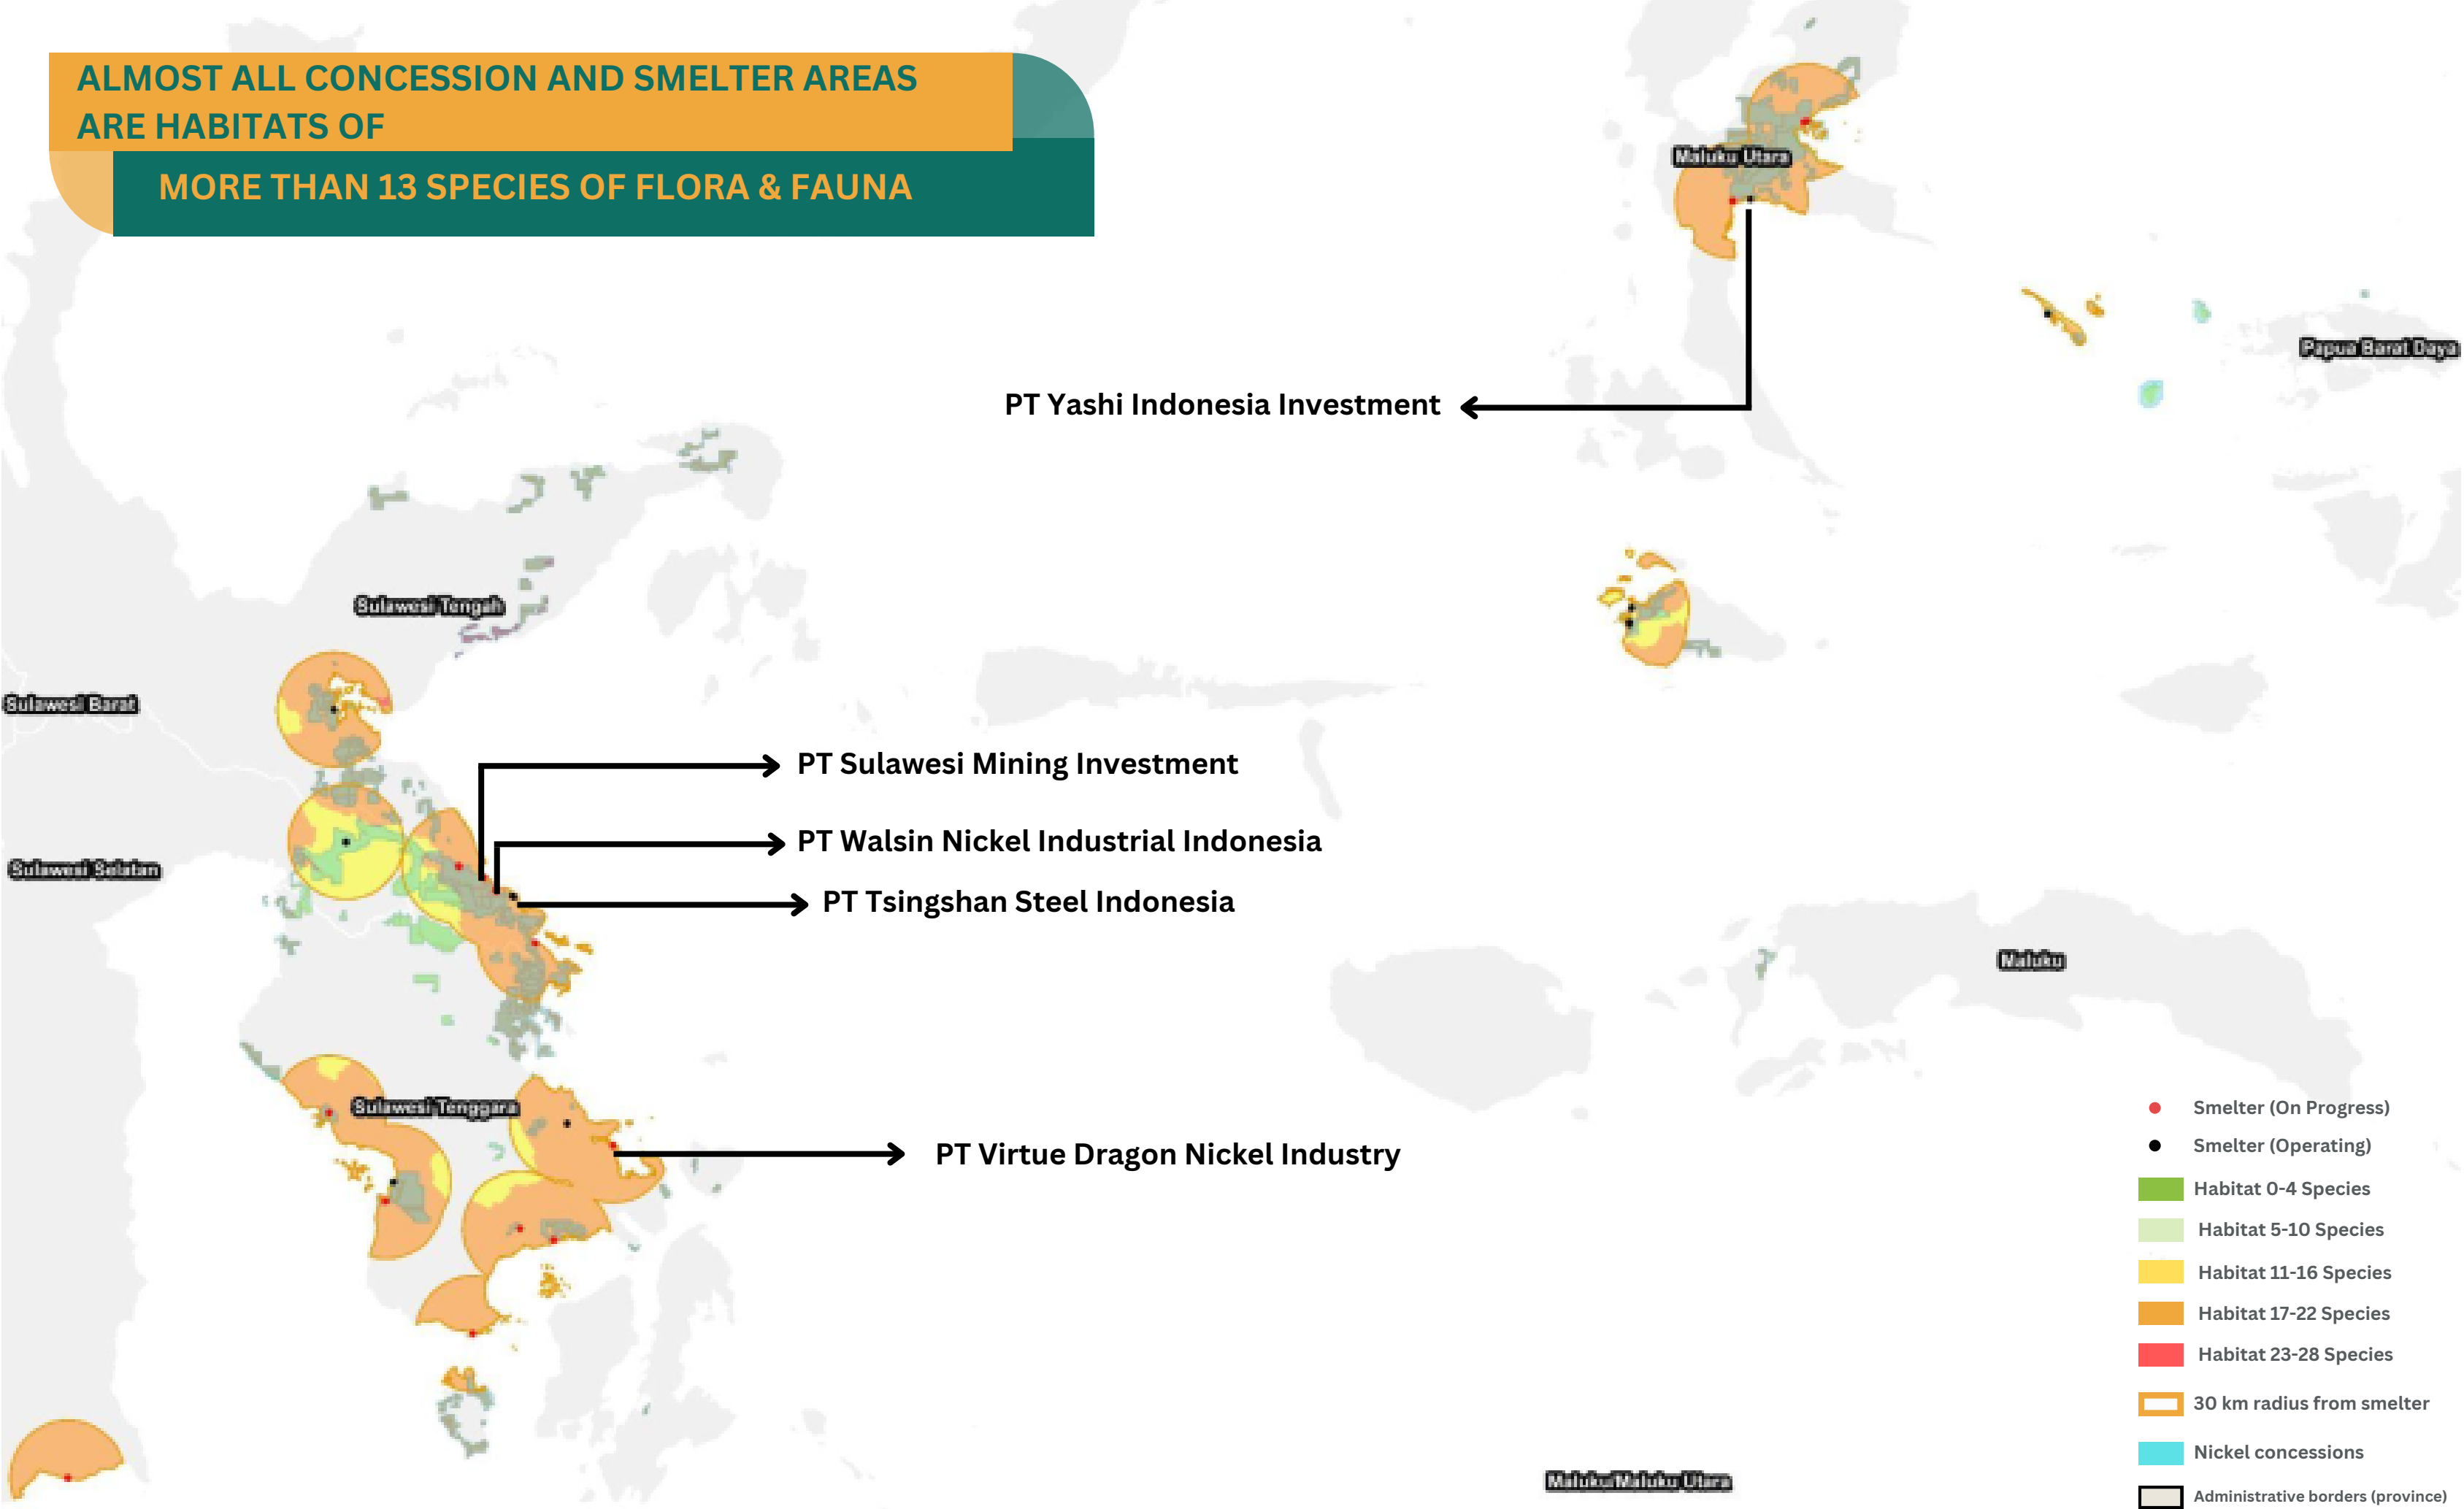 ALMOST ALL CONCESSION AND SMELTER AREAS
ARE HABITATS OF
MORE THAN 13 SPECIES OF FLORA & FAUNA
Maluku Utara
Papua Barat Daya
PT Yashi Indonesia Investment
Sulawesi Tengah
Sulawesi Barat
PT Sulawesi Mining Investment
PT Walsin Nickel Industrial Indonesia
Sulawesi Selatan
PT Tsingshan Steel Indonesia
Maluku
Sulawesi Tenggara
PT Virtue Dragon Nickel Industry
Smelter (On Progress)
Smelter (Operating)
Habitat 0-4 Species
Habitat 5-10 Species
Habitat 11-16 Species
Habitat 17-22 Species
Habitat 23-28 Species
30 km radius from smelter
Nickel concessions
Maluku/Maluku Utara
Administrative borders (province)